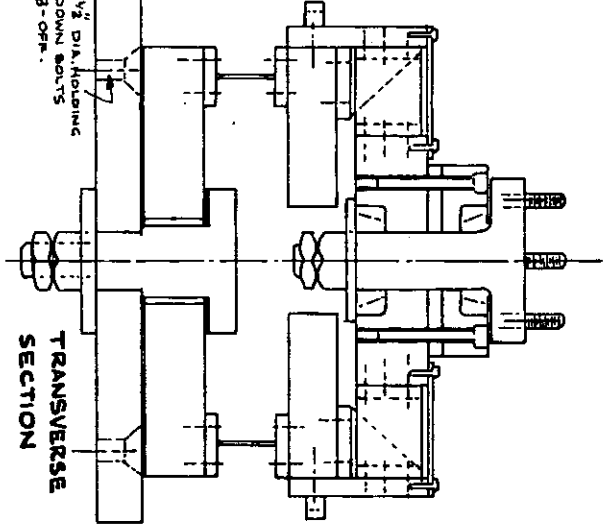 ½" DIA. HOLDING
DOWN BOLTS
8-OFF.
TRANSVERSE
SECTION